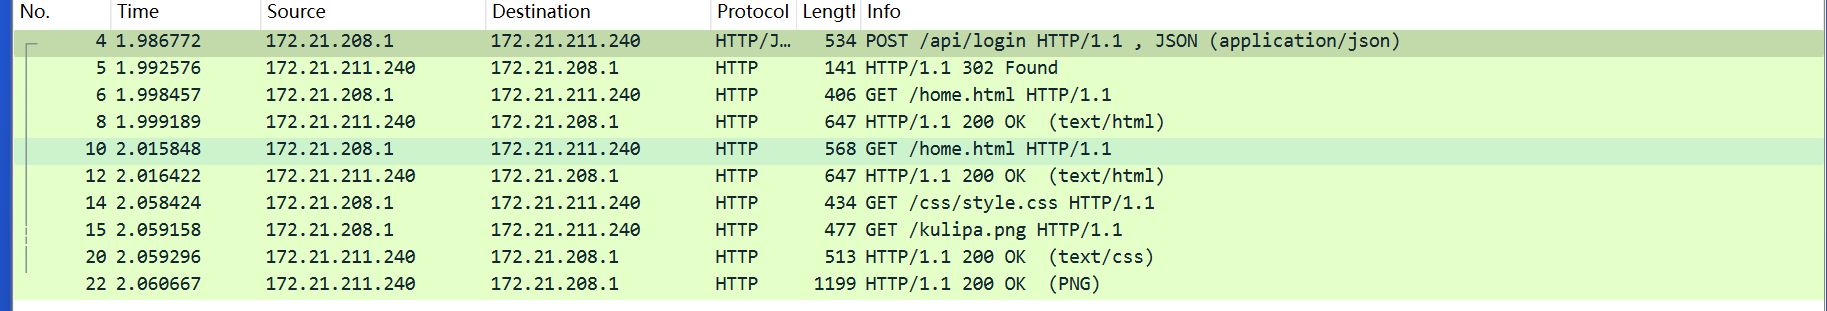 No. Time Source Destination Protocol Lengtl Info
4 1.986772 172.21.208.1 172.21.211.240 HTTP/J… 534 POST /api/login HTTP/1.1 , JSON (application/json)
5 1.992576 172.21.211.240 172.21.208.1 HTTP 141 HTTP/1.1 302 Found
6 1.998457 172.21.208.1 172.21.211.240 HTTP 406 GET /home.html HTTP/1.1
8 1.999189 172.21.211.240 172.21.208.1 HTTP 647 HTTP/1.1 200 OK (text/html)
10 2.015848 172.21.208.1 172.21.211.240 HTTP 568 GET /home.html HTTP/1.1
12 2.016422 172.21.211.240 172.21.208.1 HTTP 647 HTTP/1.1 200 OK (text/html)
14 2.058424 172.21.208.1 172.21.211.240 HTTP 434 GET /css/style.css HTTP/1.1
15 2.059158 172.21.208.1 172.21.211.240 HTTP 477 GET /kulipa.png HTTP/1.1
20 2.059296 172.21.211.240 172.21.208.1 HTTP 513 HTTP/1.1 200 OK (text/css)
22 2.060667 172.21.211.240 172.21.208.1 HTTP 1199 HTTP/1.1 200 OK (PNG)